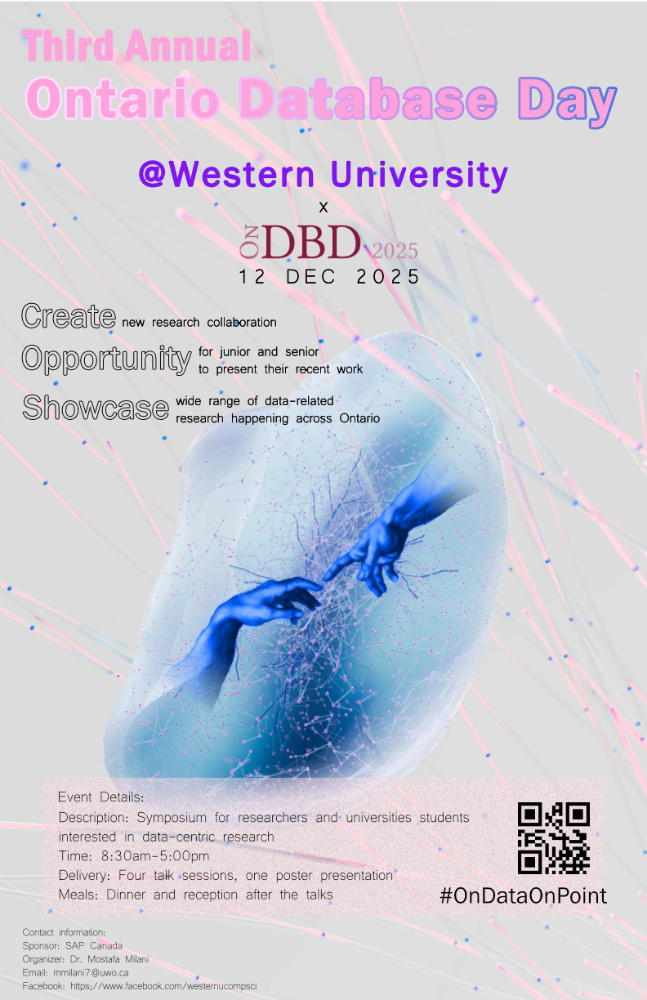 Third Annual
Ontario Database Day
@Western University
x
ON DBD 2025
12 DEC 2025
Create new research collaboration
Opportunity for junior and senior
to present their recent work
Showcase wide range of data-related
research happening across Ontario
Event Details:
Description: Symposium for researchers and universities students
interested in data-centric research
Time: 8:30am-5:00pm
Delivery: Four talk sessions, one poster presentation
Meals: Dinner and reception after the talks
#OnDataOnPoint
Contact information:
Sponsor: SAP Canada
Organizer: Dr. Mostafa Milani
Email: mmilani7@uwo.ca
Facebook: https;//www.facebook.com/westernucompsci